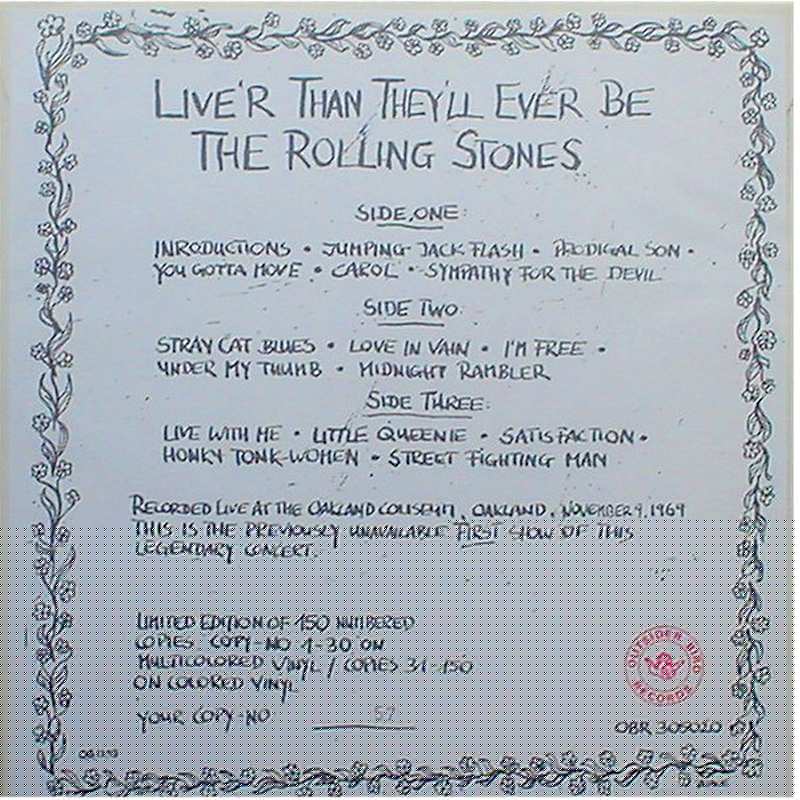 LIVE'R THAN THEY'LL EVER BE
THE ROLLING STONES
SIDE ONE:
INRODUCTIONS • JUMPING JACK FLASH • PRODIGAL SON •
YOU GOTTA MOVE • CAROL • SYMPATHY FOR THE DEVIL
SIDE TWO:
STRAY CAT BLUES • LOVE IN VAIN • I'M FREE •
UNDER MY THUMB • MIDNIGHT RAMBLER
SIDE THREE:
LIVE WITH ME • LITTLE QUEENIE • SATISFACTION •
HONKY TONK-WOMEN • STREET FIGHTING MAN
RECORDED LIVE AT THE OAKLAND COLISEUM, OAKLAND, NOVEMBER 9, 1969
THIS IS THE PREVIOUSLY UNAVAILABLE FIRST SHOW OF THIS
LEGENDARY CONCERT.
LIMITED EDITION OF 150 NUMBERED
COPIES COPY-NO 1-30 ON
MULTICOLORED VINYL / COPIES 31-150
ON COLORED VINYL
YOUR COPY-NO 57
OUTSIDER BIRD RECORDS
OBR 309020